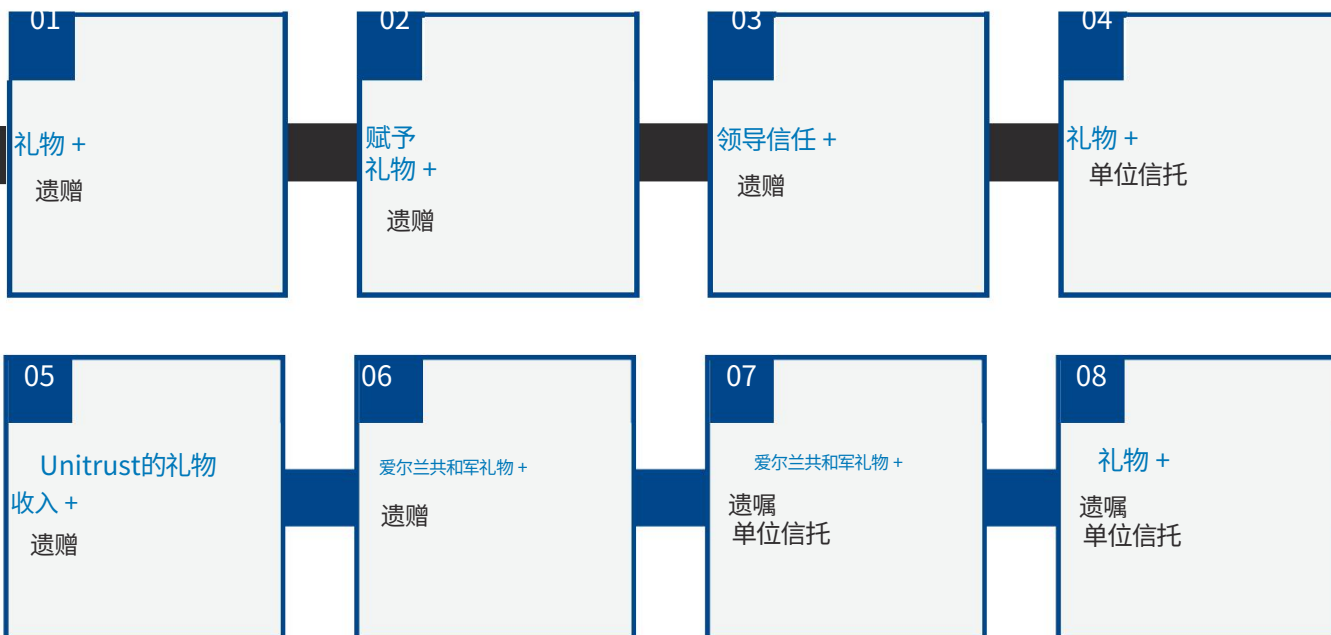 01
礼物 +
遗赠
02
赋予
礼物 +
遗赠
03
领导信任 +
遗赠
04
礼物 +
单位信托
05
Unitrust的礼物
收入 +
遗赠
06
爱尔兰共和军礼物 +
遗赠
07
爱尔兰共和军礼物 +
遗嘱
单位信托
08
礼物 +
遗嘱
单位信托